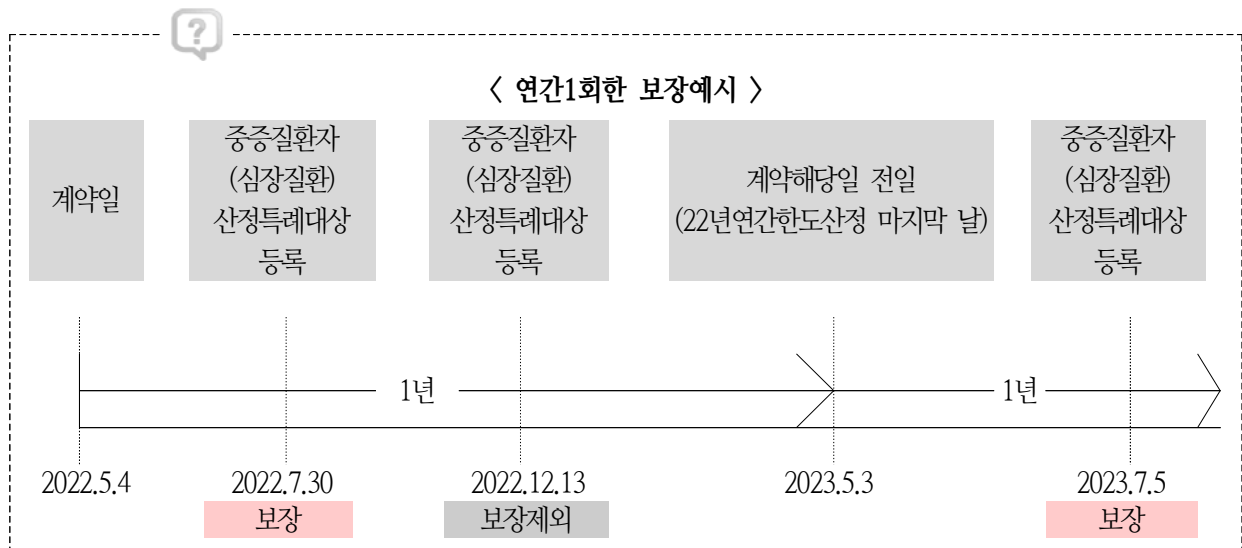 ?
〈 연간1회한 보장예시 〉
계약일
중증질환자
(심장질환)
산정특례대상
등록
중증질환자
(심장질환)
산정특례대상
등록
계약해당일 전일
(22년연간한도산정 마지막 날)
중증질환자
(심장질환)
산정특례대상
등록
1년
1년
2022.5.4
2022.7.30
2022.12.13
2023.5.3
2023.7.5
보장
보장제외
보장